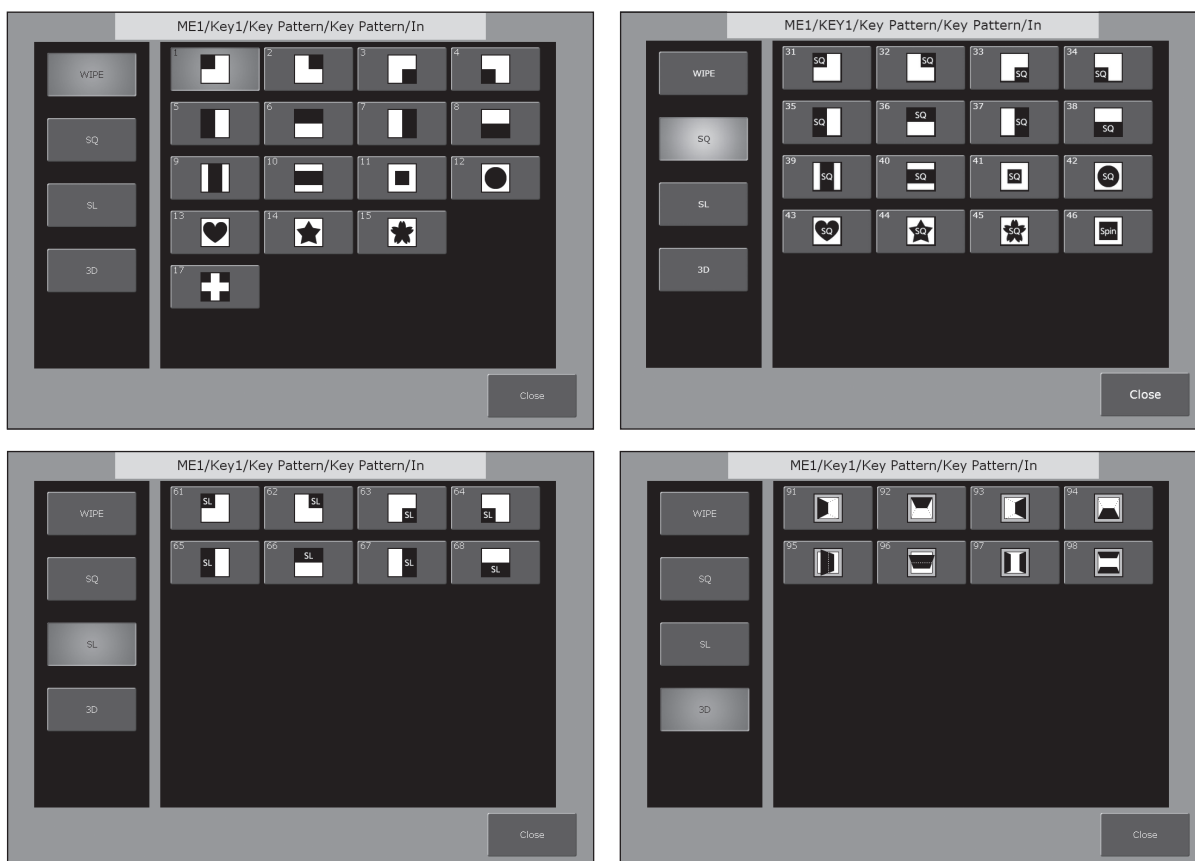 ME1/Key1/Key Pattern/Key Pattern/In
WIPE
SQ
SL
3D
1 2 3 4
5 6 7 8
9 10 11 12
13 14 15
17
Close
ME1/KEY1/Key Pattern/Key Pattern/In
WIPE
SQ
SL
3D
31 SQ 32 SQ 33 SQ 34 SQ
35 SQ 36 SQ 37 SQ 38 SQ
39 SQ 40 SQ 41 SQ 42 SQ
43 SQ 44 SQ 45 SQ 46 Spin
Close
ME1/Key1/Key Pattern/Key Pattern/In
WIPE
SQ
SL
3D
61 SL 62 SL 63 SL 64 SL
65 SL 66 SL 67 SL 68 SL
Close
ME1/Key1/Key Pattern/Key Pattern/In
WIPE
SQ
SL
3D
91 92 93 94
95 96 97 98
Close